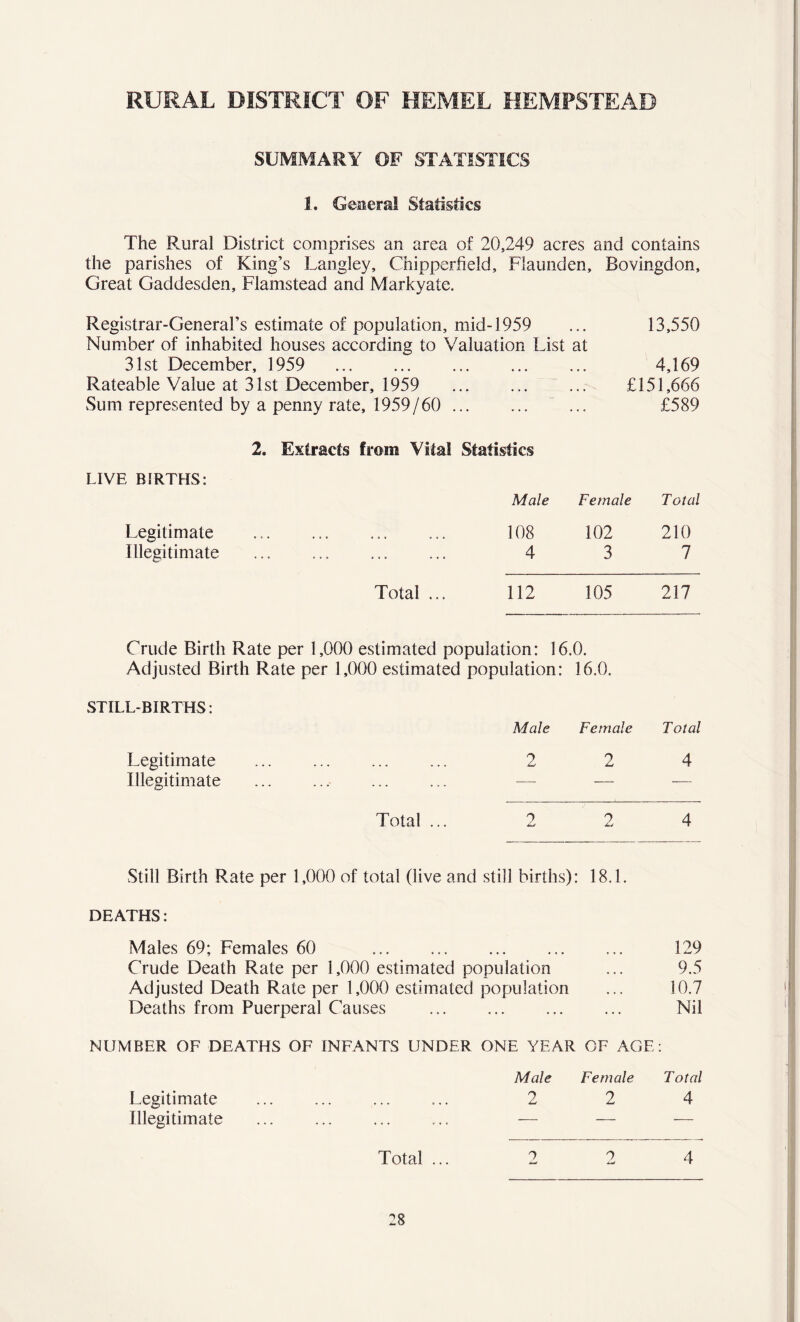 RURAL DISTRICT OF HEMEL HEMPSTEAD
SUMMARY OF STATISTICS
1. General Statistics
The Rural District comprises an area of 20,249 acres and contains
the parishes of King's Langley, Chipperfield, Flaunden, Bovingdon,
Great Gaddesden, Flamstead and Markyate.
Registrar-General's estimate of population, mid-1959 ... 13,550
Number of inhabited houses according to Valuation List at
31st December, 1959 ... ... ... ... ... 4,169
Rateable Value at 31st December, 1959 ... ... ... £151,666
Sum represented by a penny rate, 1959/60 ... ... ... £589
2. Extracts from Vital Statistics
LIVE BIRTHS:
Male Female Total
Legitimate ... ... ... ... 108 102 210
Illegitimate ... ... ... ... 4 3 7
Total ... 112 105 217
Crude Birth Rate per 1,000 estimated population: 16.0.
Adjusted Birth Rate per 1,000 estimated population: 16.0.
STILL-BIRTHS:
Male Female Total
Legitimate ... ... ... ... 2 2 4
Illegitimate ... ... ... ... — — —
Total ... 2 2 4
Still Birth Rate per 1,000 of total (live and still births): 18.1.
DEATHS:
Males 69; Females 60 ... ... ... ... ... 129
Crude Death Rate per 1,000 estimated population ... 9.5
Adjusted Death Rate per 1,000 estimated population ... 10.7
Deaths from Puerperal Causes ... ... ... ... Nil
NUMBER OF DEATHS OF INFANTS UNDER ONE YEAR OF AGE:
Male Female Total
Legitimate ... ... ... ... 2 2 4
Illegitimate ... ... ... ... — — —
Total ... 2 2 4
28